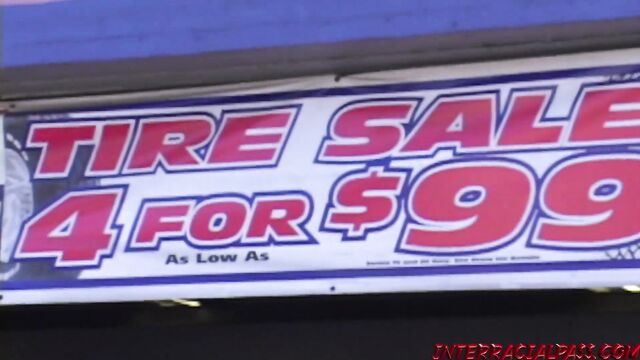 TIRE SALE
4 FOR $99
As Low As
INTERRACIALPASS.COM